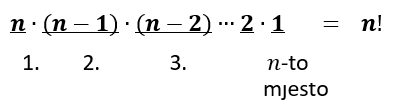 n · (n − 1) · (n − 2) ⋯ 2 · 1 = n!
1. 2. 3. n-to
mjesto